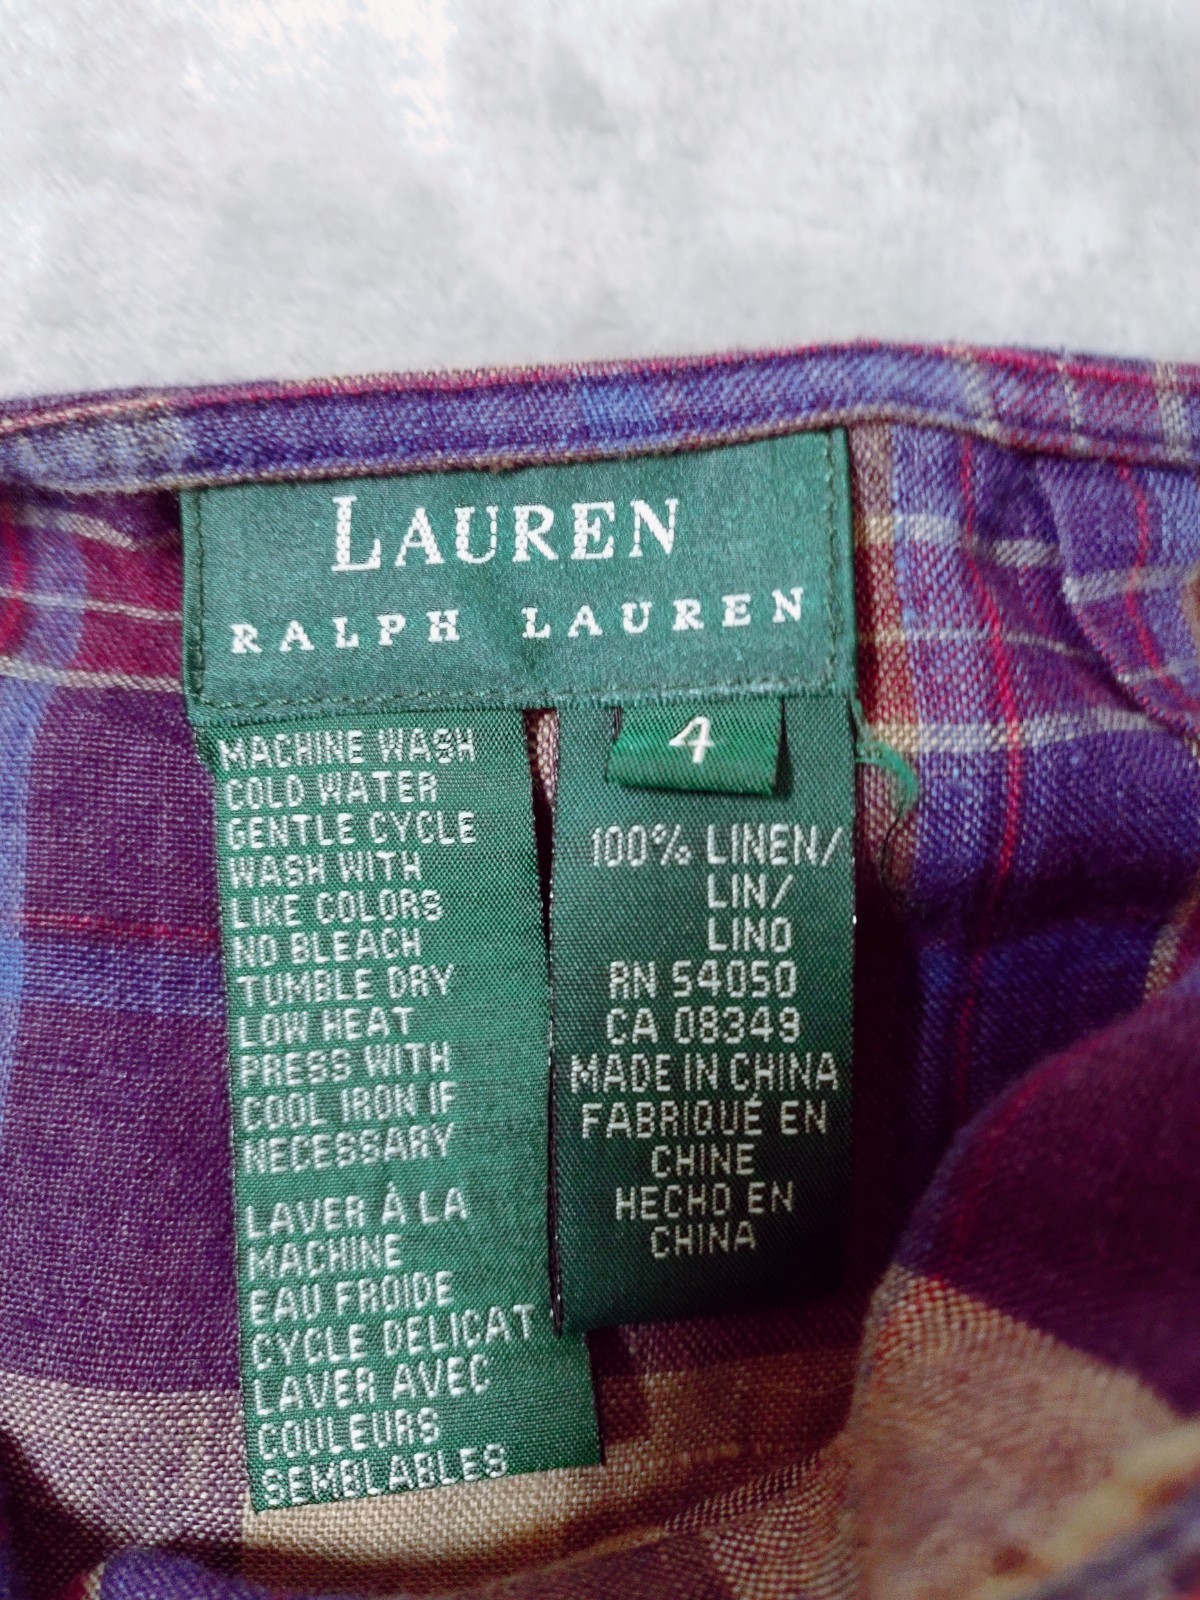 LAUREN
RALPH LAUREN
MACHINE WASH
COLD WATER
GENTLE CYCLE
WASH WITH
LIKE COLORS
NO BLEACH
TUMBLE DRY
LOW HEAT
PRESS WITH
COOL IRON IF
NECESSARY
LAVER À LA
MACHINE
EAU FROIDE
CYCLE DELICAT
LAVER AVEC
COULEURS
SEMBLABLES
4
100% LINEN/
LIN/
LINO
RN 54050
CA 08349
MADE IN CHINA
FABRIQUÉ EN
CHINE
HECHO EN
CHINA